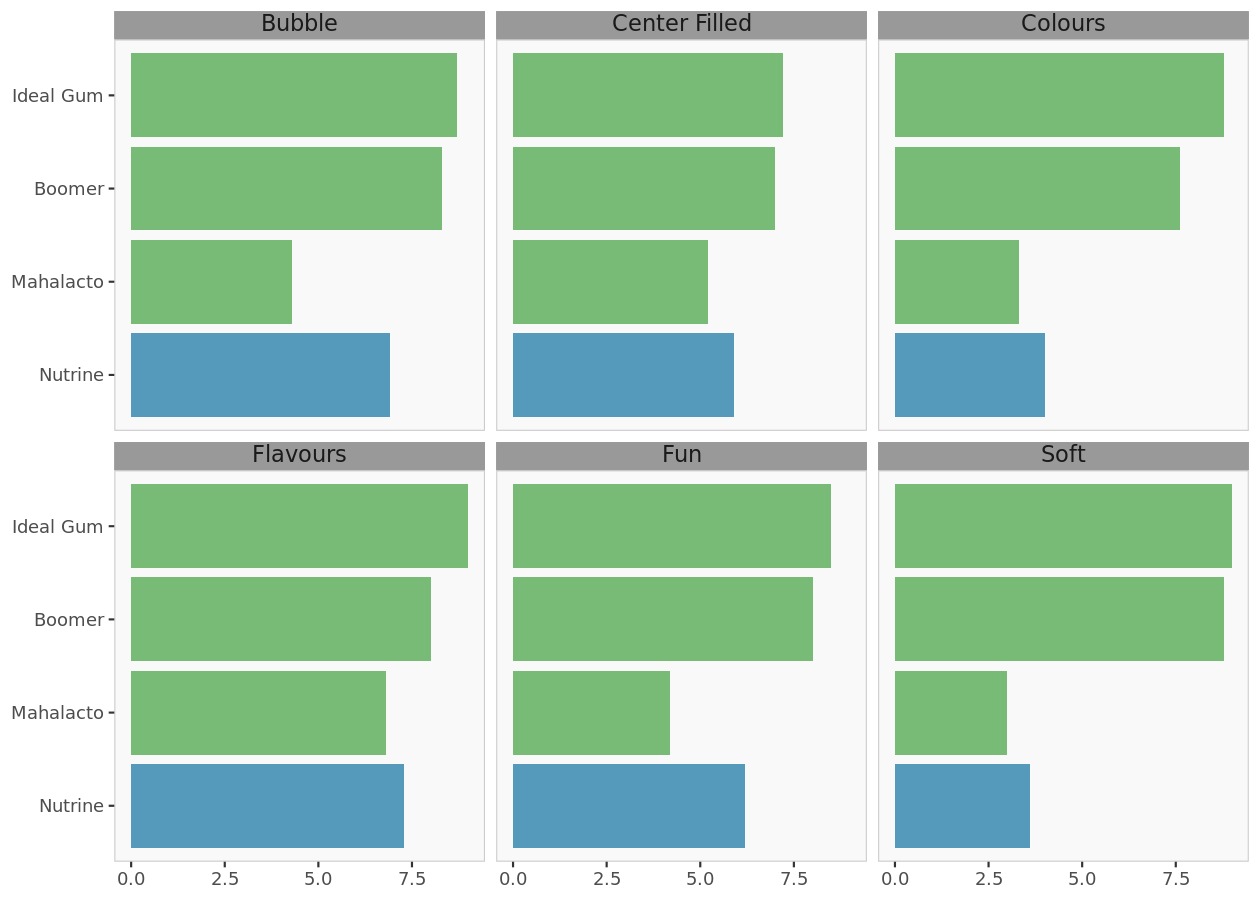 Bubble
Center Filled
Colours
Ideal Gum
Boomer
Mahalacto
Nutrine
Flavours
Fun
Soft
Ideal Gum
Boomer
Mahalacto
Nutrine
0.0 2.5 5.0 7.5
0.0 2.5 5.0 7.5
0.0 2.5 5.0 7.5